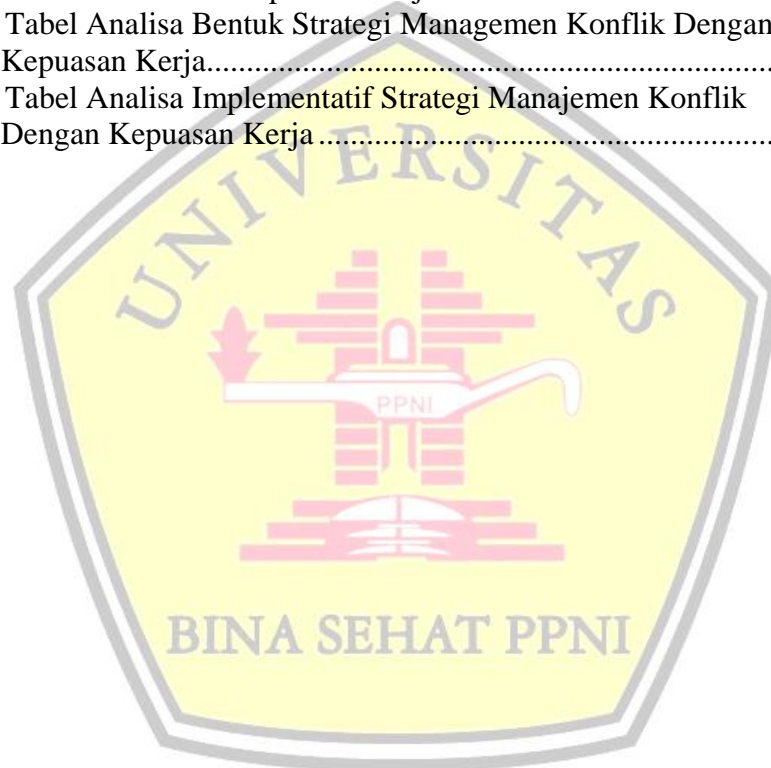 Tabel Analisa Bentuk Strategi Managemen Konflik Dengan
Kepuasan Kerja.......................................................................
Tabel Analisa Implementatif Strategi Manajemen Konflik
Dengan Kepuasan Kerja ........................................................
UNIVERSITAS
PPNI
BINA SEHAT PPNI